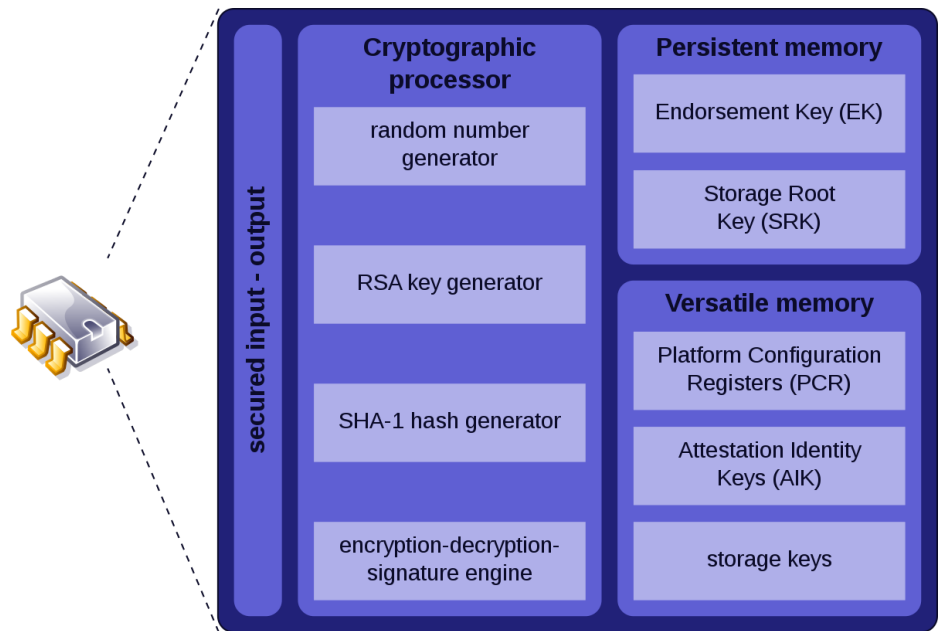 secured input - output
Cryptographic
processor
random number
generator
RSA key generator
SHA-1 hash generator
encryption-decryption-
signature engine
Persistent memory
Endorsement Key (EK)
Storage Root
Key (SRK)
Versatile memory
Platform Configuration
Registers (PCR)
Attestation Identity
Keys (AIK)
storage keys